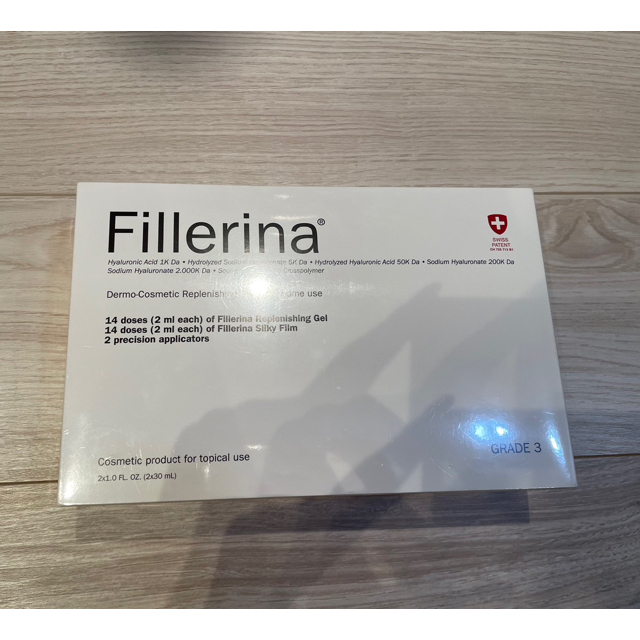 Fillerina®
SWISS
PATENT
Hyaluronic Acid 1K Da • Hydrolyzed Sodium 5K Da • Hydrolyzed Hyaluronic Acid 50K Da • Sodium Hyaluronate 200K Da
Sodium Hyaluronate 2.000K Da • Crosspolymer
Dermo-Cosmetic Replenishing use
14 doses (2 ml each) of Fillerina Replenishing Gel
14 doses (2 ml each) of Fillerina Silky Film
2 precision applicators
GRADE 3
Cosmetic product for topical use
2x1.0 FL. OZ. (2x30 mL)